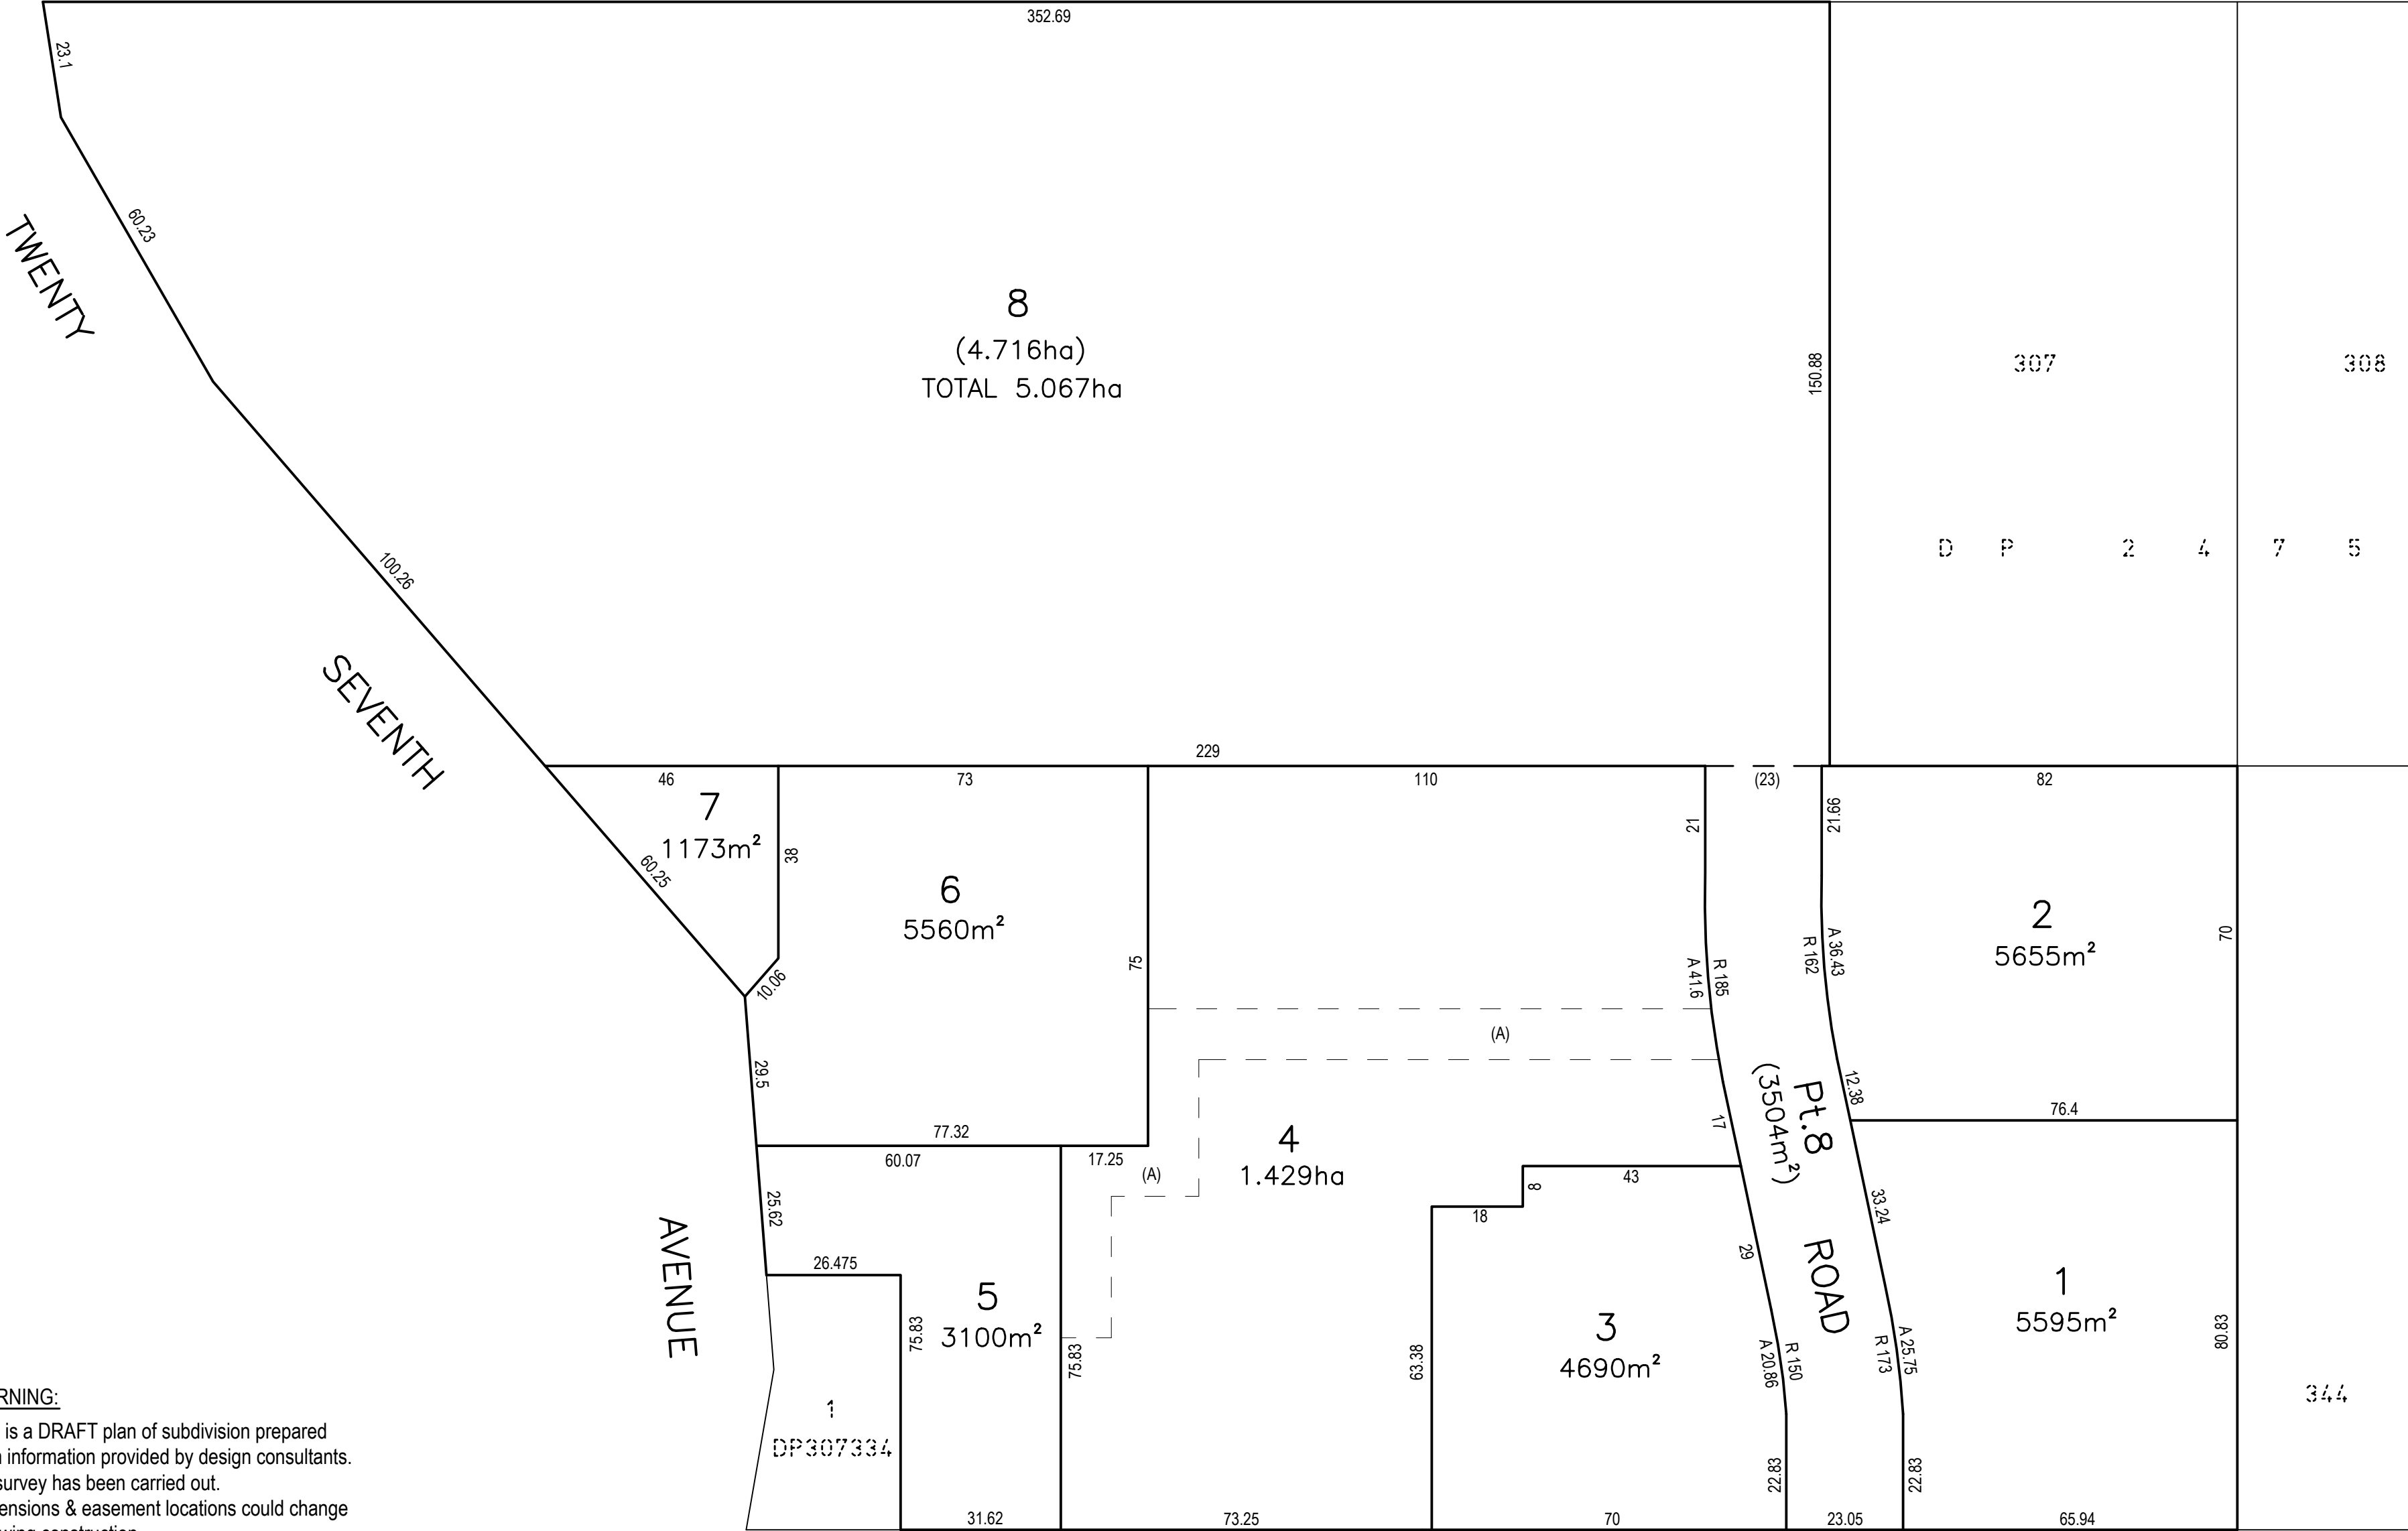 352.69
23.1
60.23
TWENTY
8
(4.716ha)
TOTAL 5.067ha
150.88
307
308
D P 2 4 7 5
100.26
SEVENTH
229
46
73
110
(23)
82
7
1173m²
38
60.25
10.06
6
5560m²
75
21
R 185
A 41.6
21.66
A 36.43
R 162
2
5655m²
70
(A)
29.5
77.32
60.07
17.25
(A)
4
1.429ha
17
Pt.8
(3504m²)
12.38
76.4
25.62
26.475
AVENUE
5
3100m²
75.83
75.83
18
8
43
63.38
3
4690m²
29
R 150
A 20.86
ROAD
33.24
A 25.75
R 173
1
5595m²
80.83
344
1
DP307334
22.83
22.83
31.62
73.25
70
23.05
65.94
RNING:
is a DRAFT plan of subdivision prepared
information provided by design consultants.
survey has been carried out.
ensions & easement locations could change